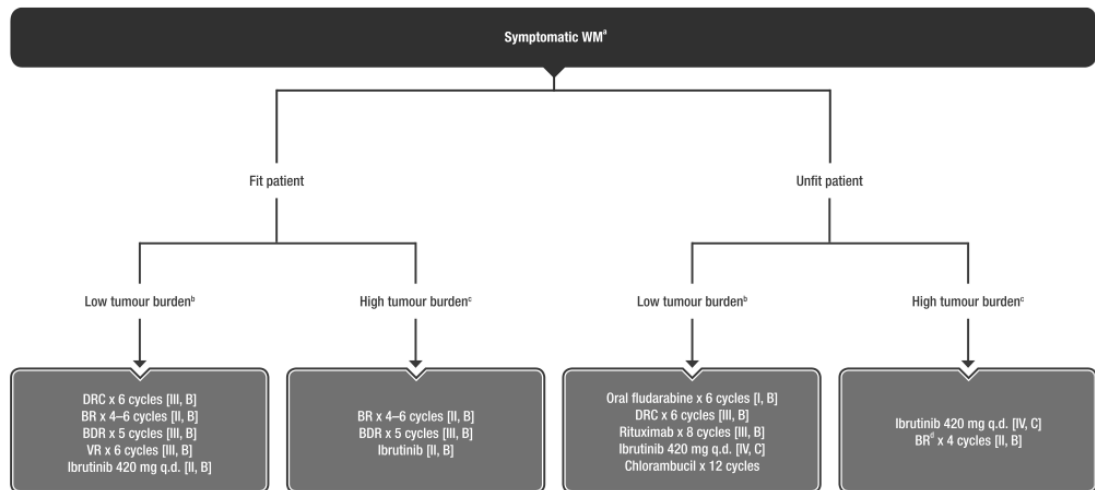 Symptomatic WMᵃ
Fit patient
Unfit patient
Low tumour burdenᵇ
High tumour burdenᶜ
Low tumour burdenᵇ
High tumour burdenᶜ
DRC x 6 cycles [III, B]
BR x 4–6 cycles [II, B]
BDR x 5 cycles [III, B]
VR x 6 cycles [III, B]
Ibrutinib 420 mg q.d. [II, B]
BR x 4–6 cycles [II, B]
BDR x 5 cycles [III, B]
Ibrutinib [II, B]
Oral fludarabine x 6 cycles [I, B]
DRC x 6 cycles [III, B]
Rituximab x 8 cycles [III, B]
Ibrutinib 420 mg q.d. [IV, C]
Chlorambucil x 12 cycles
Ibrutinib 420 mg q.d. [IV, C]
BRᵈ x 4 cycles [II, B]